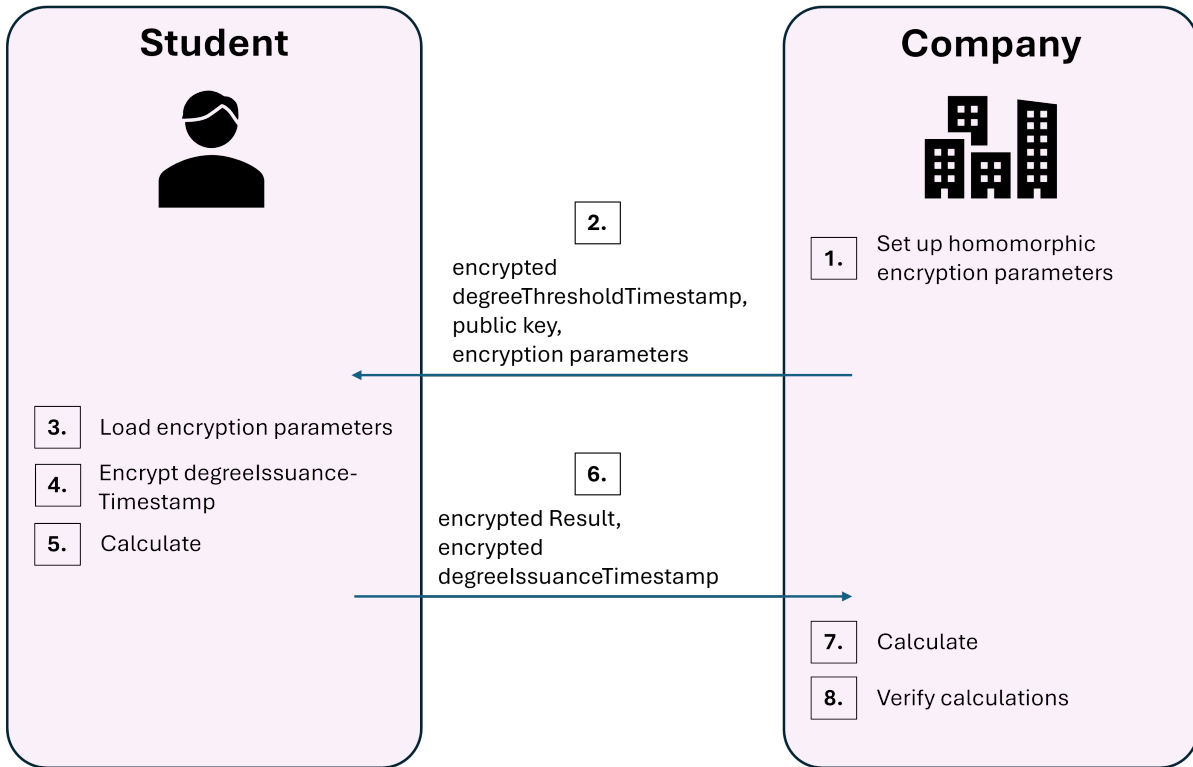 Student
Company
1.
Set up homomorphic
encryption parameters
2.
encrypted
degreeThresholdTimestamp,
public key,
encryption parameters
3.
Load encryption parameters
4.
Encrypt degreeIssuance-
Timestamp
5.
Calculate
6.
encrypted Result,
encrypted
degreeIssuanceTimestamp
7.
Calculate
8.
Verify calculations